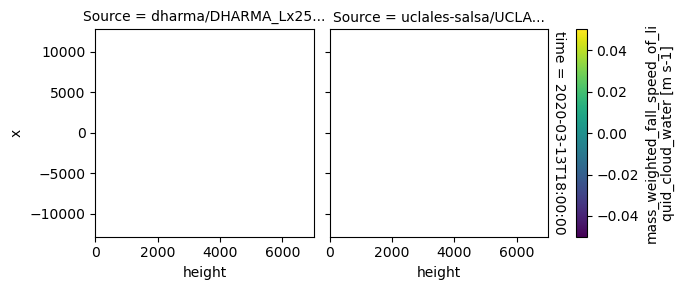 Source = dharma/DHARMA_Lx25...
Source = uclales-salsa/UCLA...
10000
5000
0
−5000
−10000
x
0
2000
4000
6000
height
0
2000
4000
6000
height
time = 2020-03-13T18:00:00
0.04
0.02
0.00
−0.02
−0.04
mass_weighted_fall_speed_of_li
quid_cloud_water [m s-1]